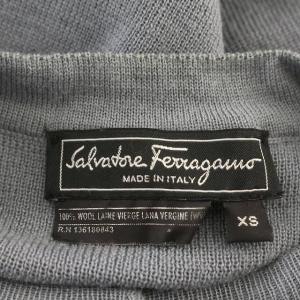 Salvatore Ferragamo
MADE IN ITALY
100% WOOL LAINE VIERGE LANA VERGINE
XS
R.N 136180843